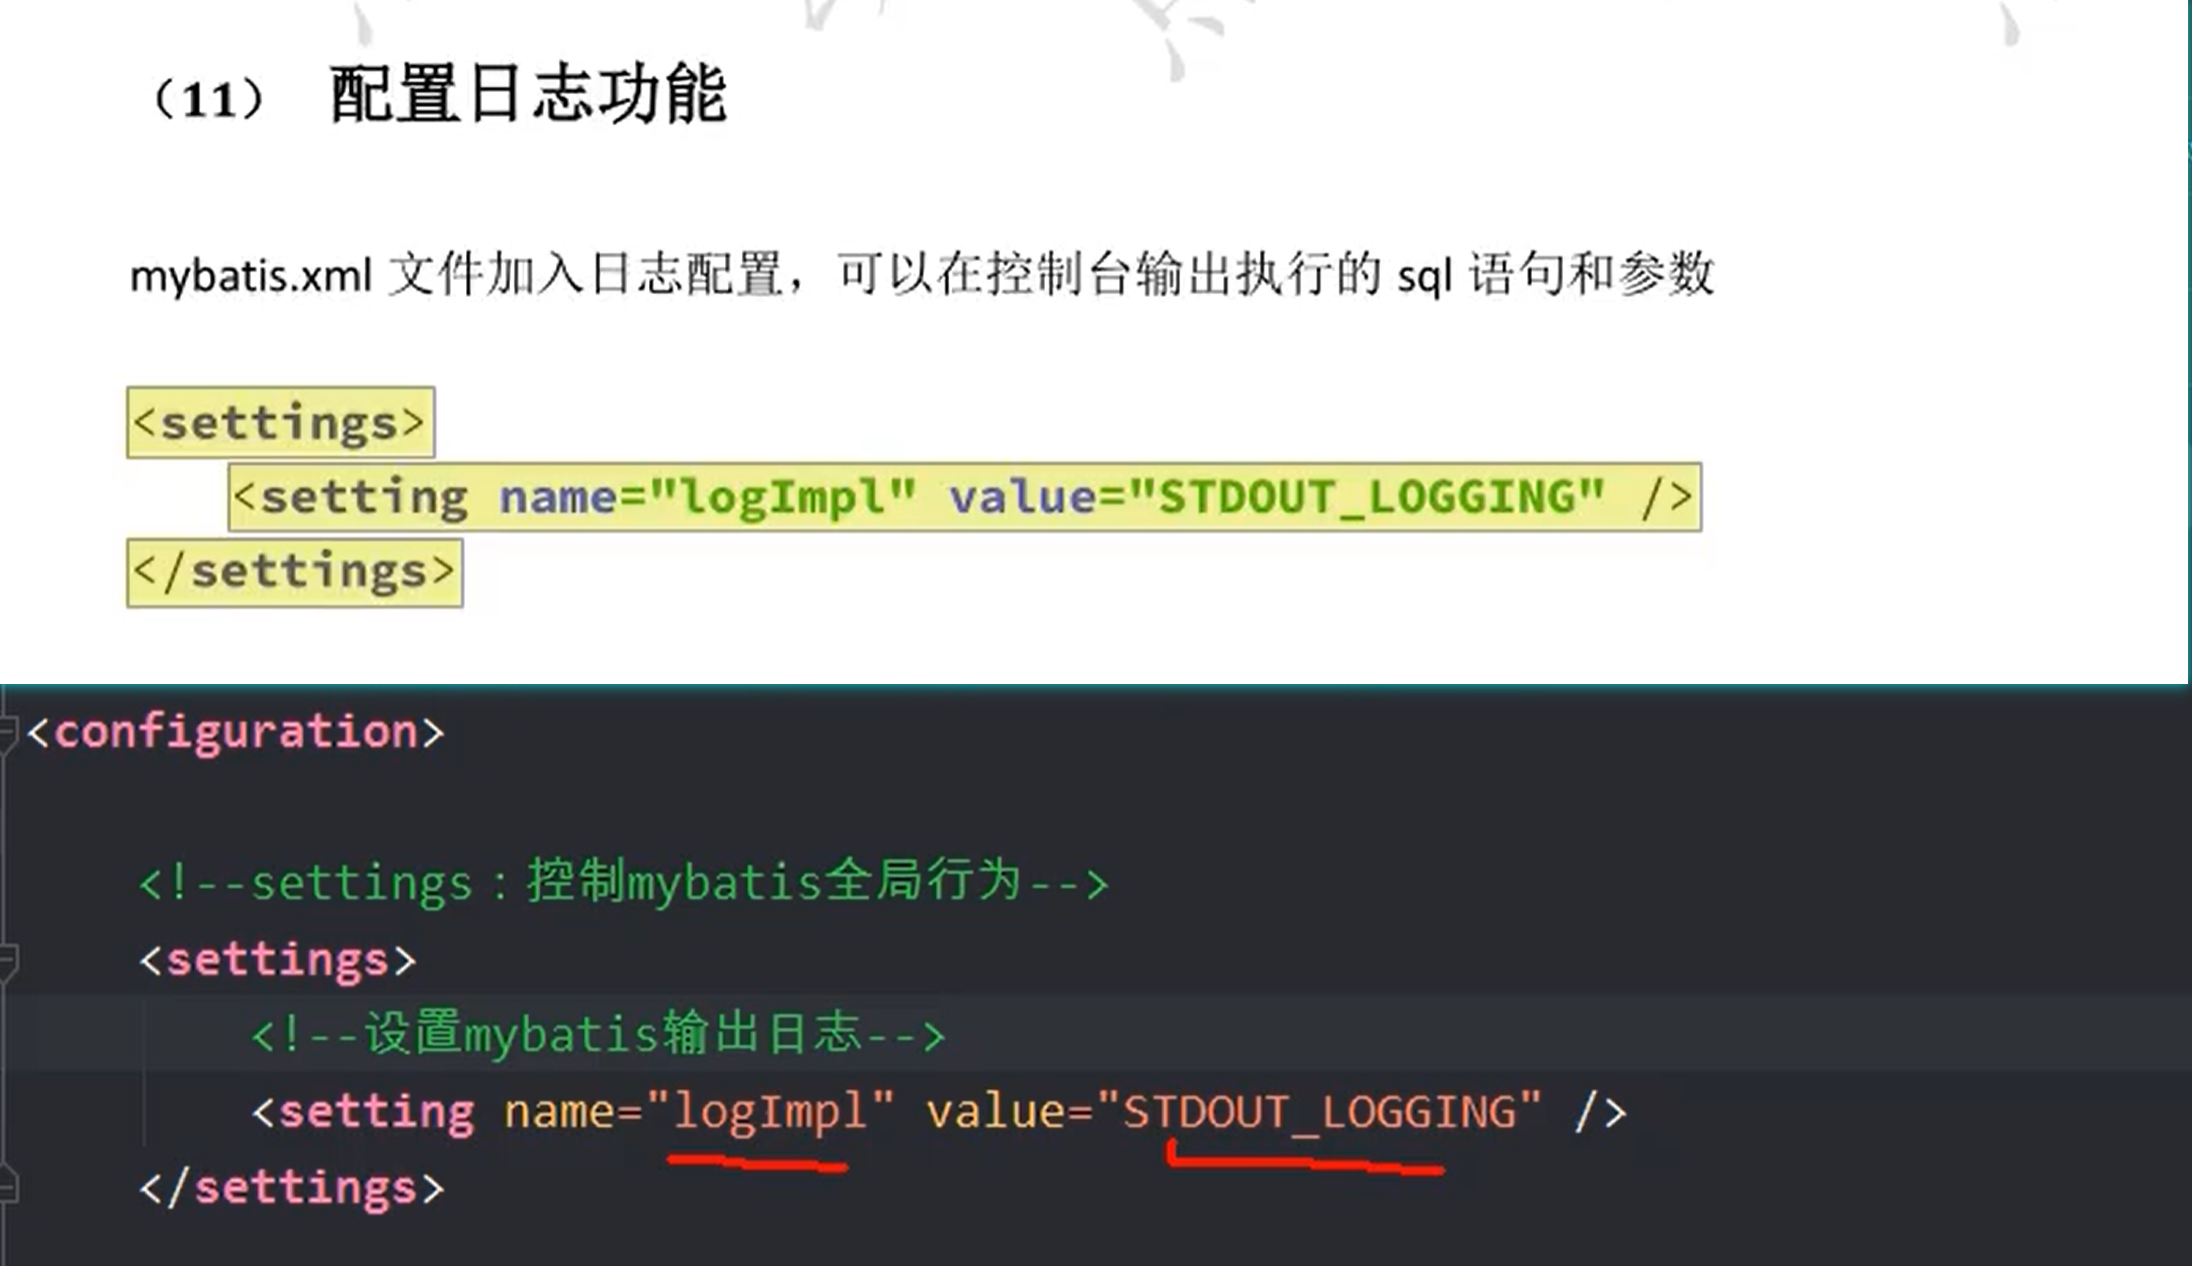 （11） 配置日志功能
mybatis.xml 文件加入日志配置，可以在控制台输出执行的 sql 语句和参数
<settings>
<setting name="logImpl" value="STDOUT_LOGGING" />
</settings>
<configuration>
<!--settings：控制mybatis全局行为-->
<settings>
<!--设置mybatis输出日志-->
<setting name="logImpl" value="STDOUT_LOGGING" />
</settings>